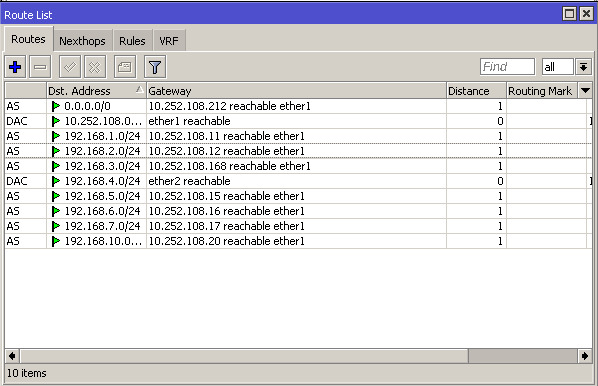 Route List
Routes Nexthops Rules VRF
Find all
Dst. Address Gateway Distance Routing Mark
AS 0.0.0.0/0 10.252.108.212 reachable ether1 1
DAC 10.252.108.0... ether1 reachable 0
AS 192.168.1.0/24 10.252.108.11 reachable ether1 1
AS 192.168.2.0/24 10.252.108.12 reachable ether1 1
AS 192.168.3.0/24 10.252.108.168 reachable ether1 1
DAC 192.168.4.0/24 ether2 reachable 0
AS 192.168.5.0/24 10.252.108.15 reachable ether1 1
AS 192.168.6.0/24 10.252.108.16 reachable ether1 1
AS 192.168.7.0/24 10.252.108.17 reachable ether1 1
AS 192.168.10.0... 10.252.108.20 reachable ether1 1
10 items